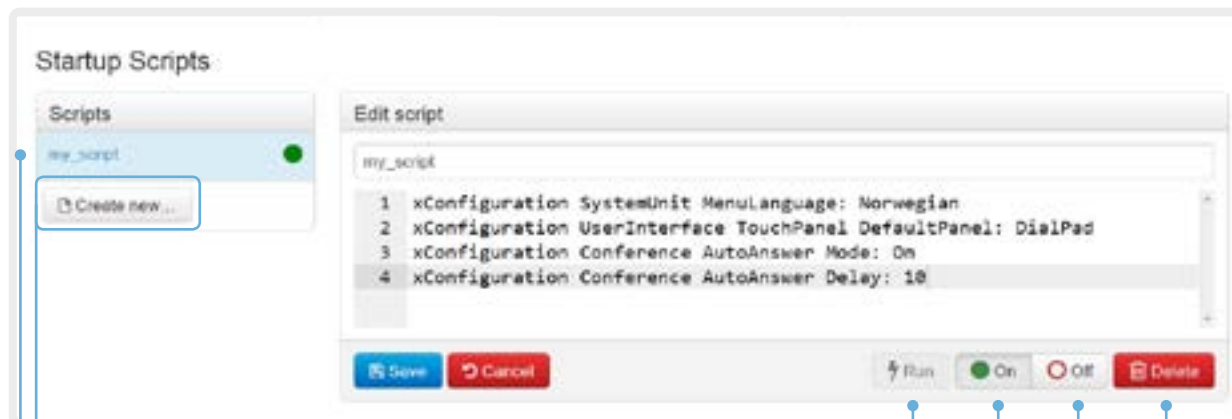 Startup Scripts
Scripts
my_script
Create new...
Edit script
my_script
1 xConfiguration SystemUnit MenuLanguage: Norwegian
2 xConfiguration UserInterface TouchPanel DefaultPanel: DialPad
3 xConfiguration Conference AutoAnswer Mode: On
4 xConfiguration Conference AutoAnswer Delay: 10
Save Cancel Run On Off Delete